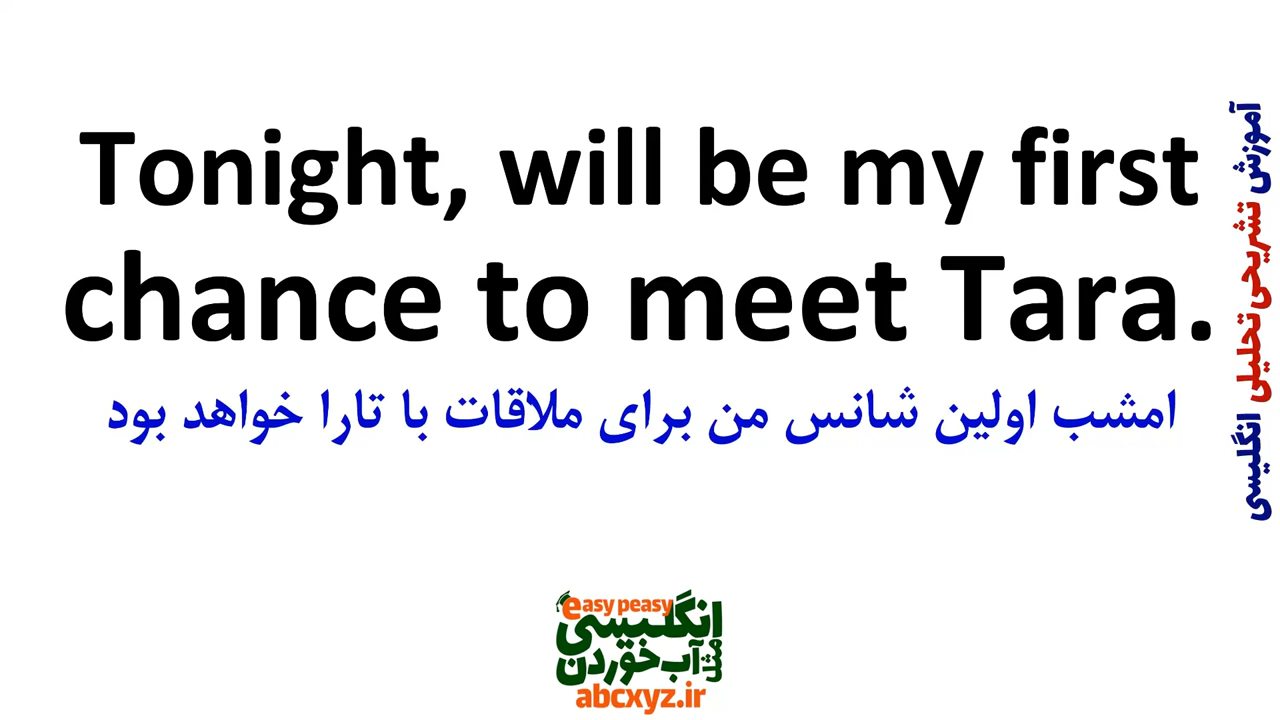 Tonight, will be my first
chance to meet Tara.
امشب اولین شانس من برای ملاقات با تارا خواهد بود
آموزش تشریحی تحلیلی انگلیسی
easy peasy
انگلیسی
مثل آب خوردن
abcxyz.ir